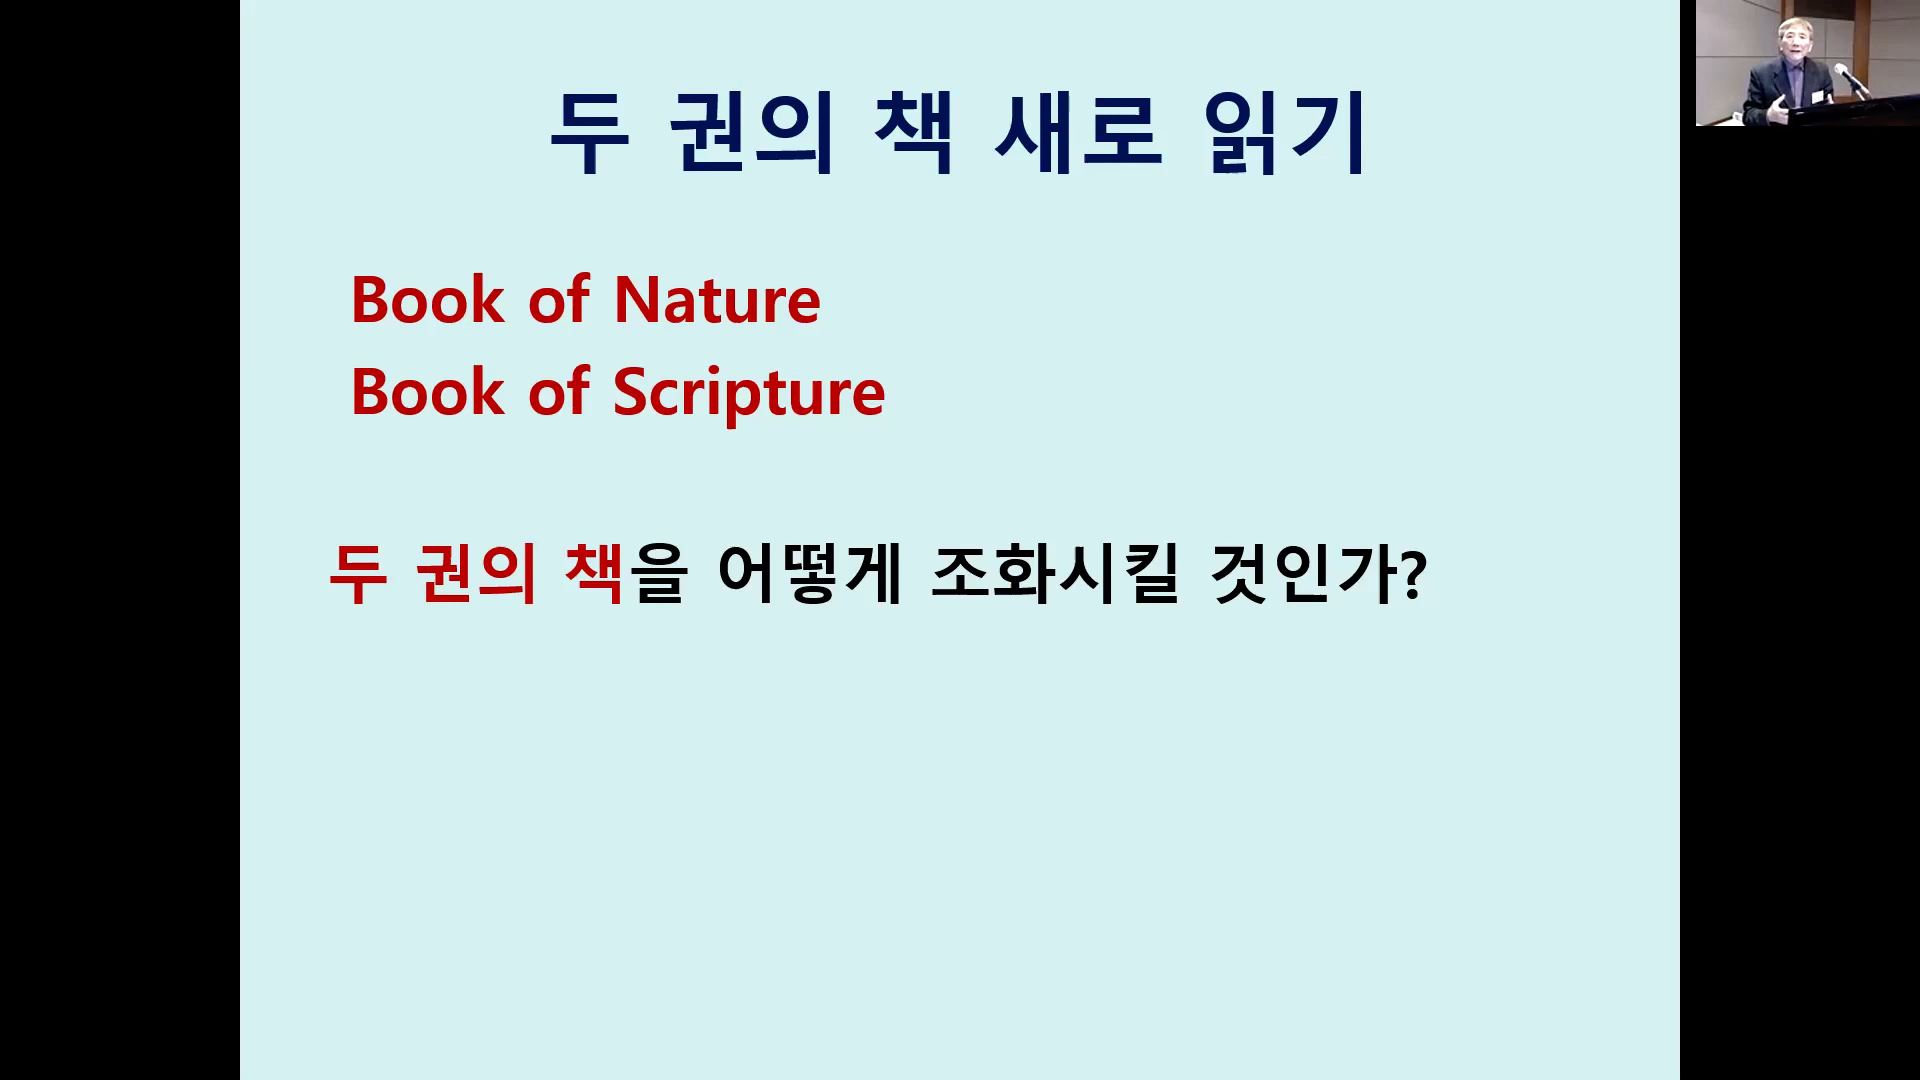 두 권의 책 새로 읽기
Book of Nature
Book of Scripture
두 권의 책을 어떻게 조화시킬 것인가?